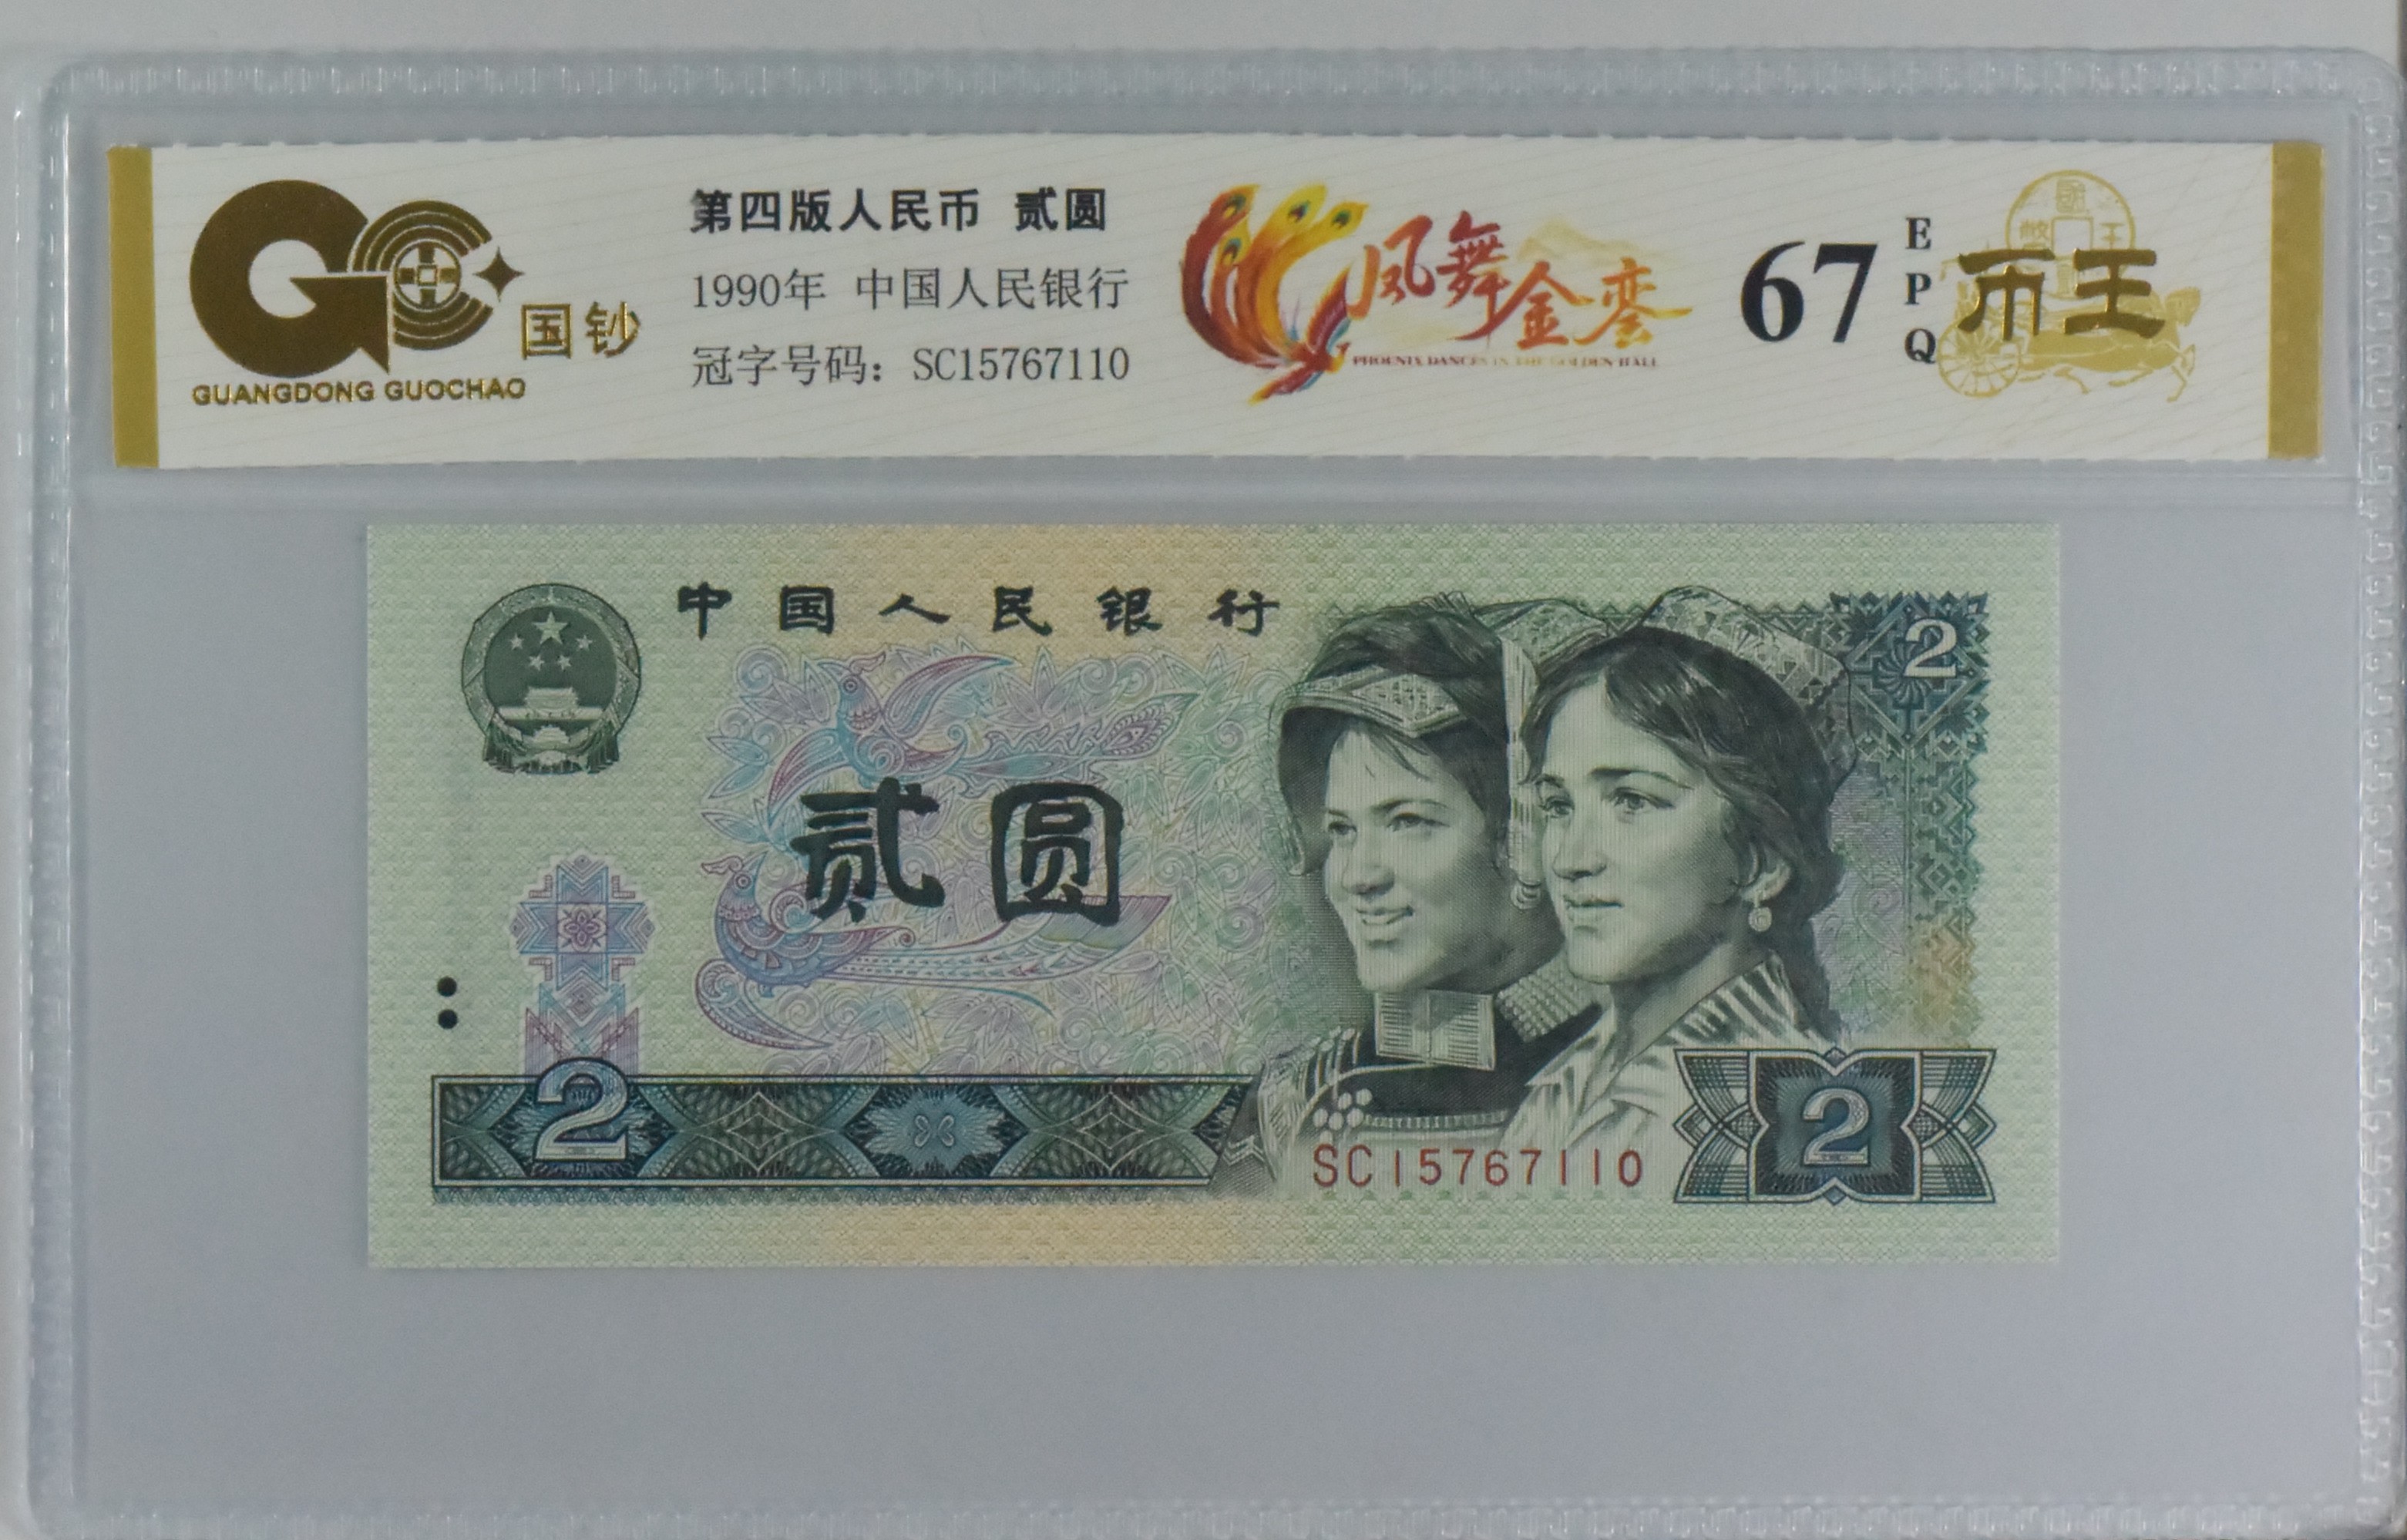 国钞
GUANGDONG GUOCHAO
第四版人民币 贰圆
1990年 中国人民银行
冠字号码：SC15767110
凤舞金銮
PHOENIX DANCES IN THE GOLDEN HALL
67
EPQ
币王
中国人民银行
2
贰圆
2
SC15767110
2